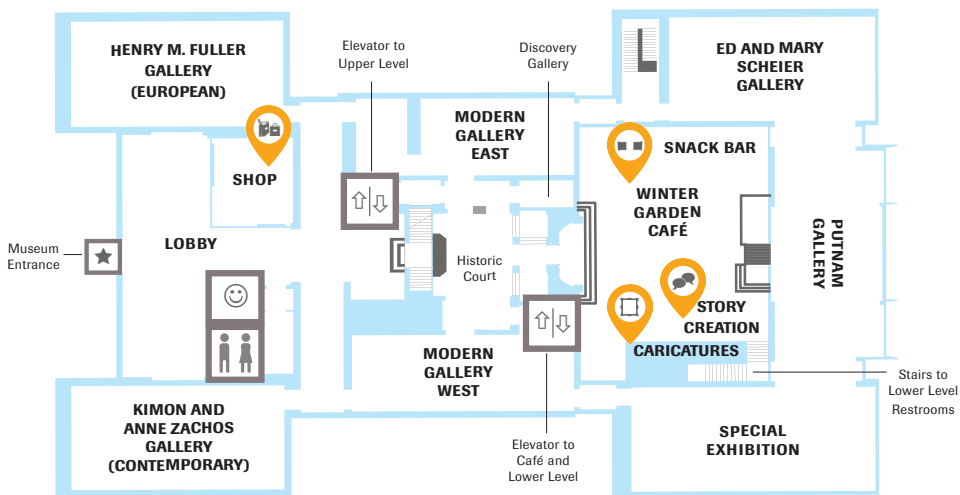 HENRY M. FULLER
GALLERY
(EUROPEAN)
Elevator to
Upper Level
Discovery
Gallery
ED AND MARY
SCHEIER
GALLERY
MODERN
GALLERY
EAST
SNACK BAR
SHOP
WINTER
GARDEN
CAFÉ
PUTNAM
GALLERY
LOBBY
Museum
Entrance
Historic
Court
STORY
CREATION
CARICATURES
MODERN
GALLERY
WEST
Stairs to
Lower Level
Restrooms
KIMON AND
ANNE ZACHOS
GALLERY
(CONTEMPORARY)
Elevator to
Café and
Lower Level
SPECIAL
EXHIBITION